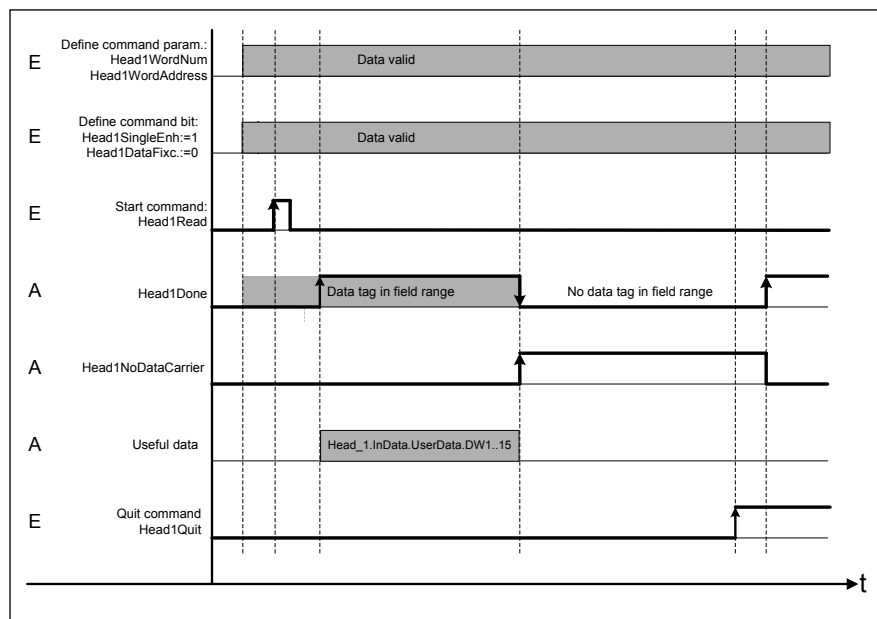 E
Define command param.:
Head1WordNum
Head1WordAddress
Data valid
E
Define command bit:
Head1SingleEnh:=1
Head1DataFixc.:=0
Data valid
E
Start command:
Head1Read
A
Head1Done
Data tag in field range
No data tag in field range
A
Head1NoDataCarrier
A
Useful data
Head_1.InData.UserData.DW1..15
E
Quit command
Head1Quit
t